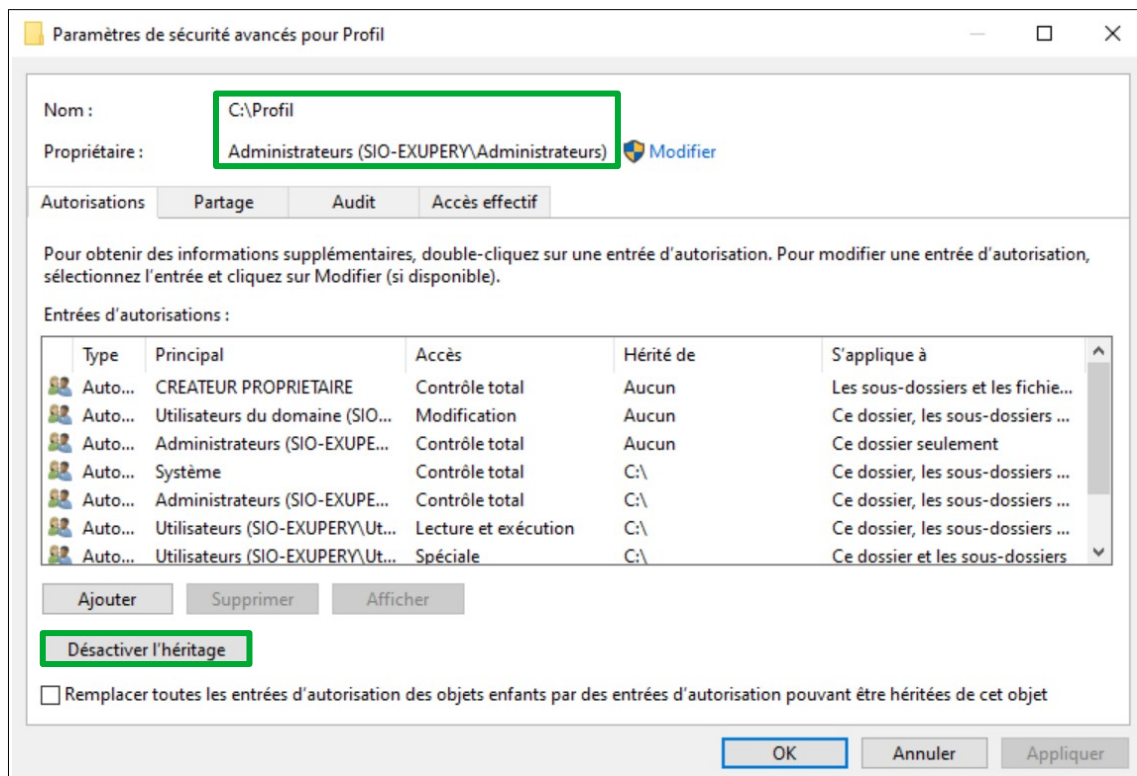 Paramètres de sécurité avancés pour Profil
Nom :
C:\Profil
Propriétaire :
Administrateurs (SIO-EXUPERY\Administrateurs)
Modifier
Autorisations Partage Audit Accès effectif
Pour obtenir des informations supplémentaires, double-cliquez sur une entrée d'autorisation. Pour modifier une entrée d'autorisation,
sélectionnez l'entrée et cliquez sur Modifier (si disponible).
Entrées d'autorisations :
Type Principal Accès Hérité de S'applique à
Auto... CREATEUR PROPRIETAIRE Contrôle total Aucun Les sous-dossiers et les fichie...
Auto... Utilisateurs du domaine (SIO... Modification Aucun Ce dossier, les sous-dossiers ...
Auto... Administrateurs (SIO-EXUPE... Contrôle total Aucun Ce dossier seulement
Auto... Système Contrôle total C:\ Ce dossier, les sous-dossiers ...
Auto... Administrateurs (SIO-EXUPE... Contrôle total C:\ Ce dossier, les sous-dossiers ...
Auto... Utilisateurs (SIO-EXUPERY\Ut... Lecture et exécution C:\ Ce dossier, les sous-dossiers ...
Auto... Utilisateurs (SIO-EXUPERY\Ut... Spéciale C:\ Ce dossier et les sous-dossiers
Ajouter Supprimer Afficher
Désactiver l'héritage
Remplacer toutes les entrées d'autorisation des objets enfants par des entrées d'autorisation pouvant être héritées de cet objet
OK Annuler Appliquer